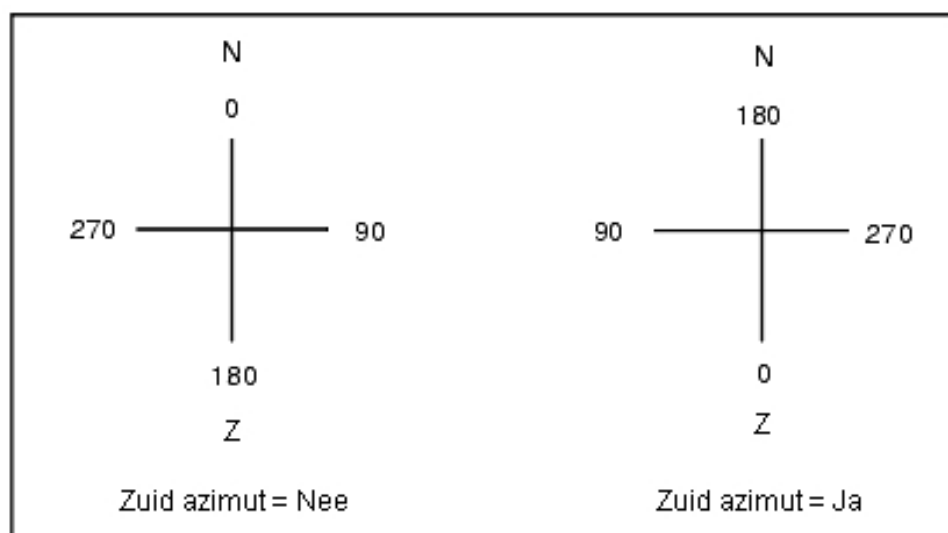 N
0
270
90
180
Z
Zuid azimut = Nee
N
180
90
270
0
Z
Zuid azimut = Ja